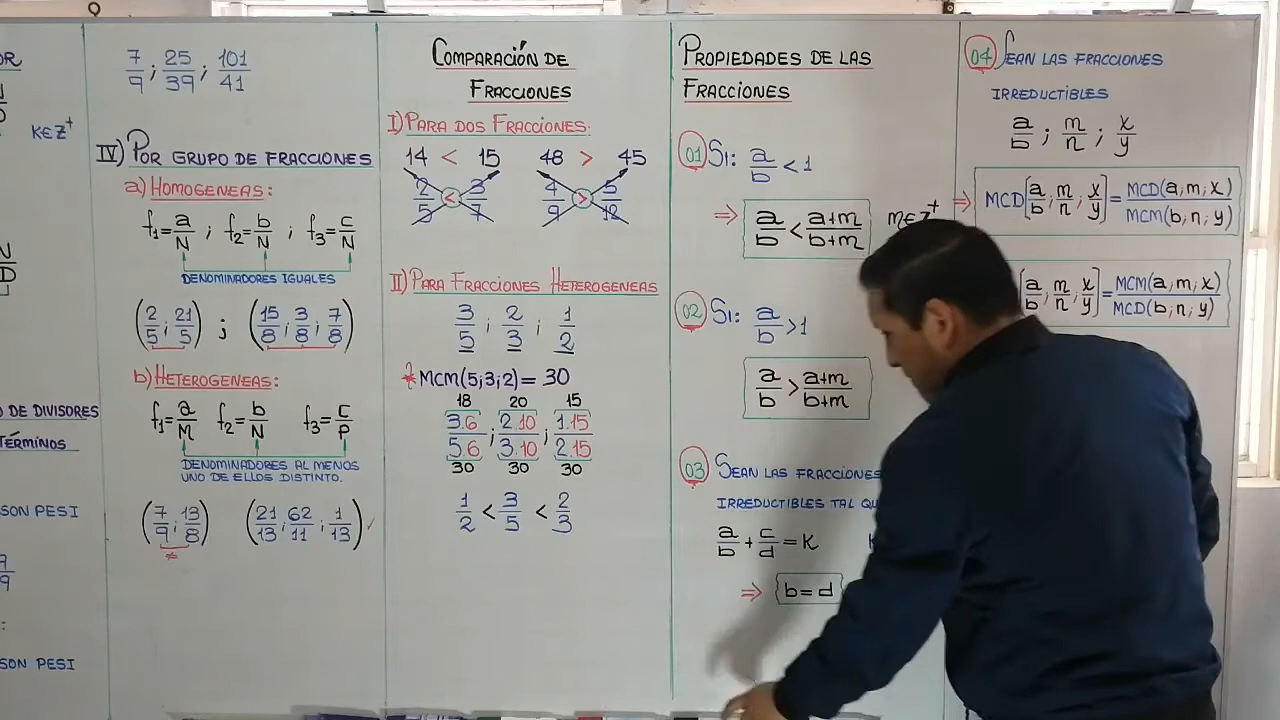 OR
N
D
K∈Z⁺
N
D
O DE DIVISORES
TÉRMINOS
SON PESI
7/9
:
SON PESI
7/9 ; 25/39 ; 101/41
IV) POR GRUPO DE FRACCIONES
a) HOMOGENEAS:
f₁=a/N ; f₂=b/N ; f₃=c/N
DENOMINADORES IGUALES
(2/5 ; 21/5) ; (15/8 ; 3/8 ; 7/8)
b) HETEROGENEAS:
f₁=a/M f₂=b/N f₃=c/P
DENOMINADORES AL MENOS
UNO DE ELLOS DISTINTO.
(7/9 ; 13/8) (21/13 ; 62/11 ; 1/13)
≠
COMPARACIÓN DE
FRACCIONES
I) PARA DOS FRACCIONES:
14 < 15 48 > 45
2/5 < 3/7 4/9 > 5/12
II) PARA FRACCIONES HETEROGENEAS
3/5 ; 2/3 ; 1/2
* MCM(5;3;2)= 30
18 20 15
3.6/5.6 ; 2.10/3.10 ; 1.15/2.15
30 30 30
1/2 < 3/5 < 2/3
PROPIEDADES DE LAS
FRACCIONES
01 SI: a/b < 1
⇒ a/b < a+m/b+m m∈Z⁺
02 SI: a/b > 1
a/b > a+m/b+m
03 SEAN LAS FRACCIONES
IRREDUCTIBLES TAL QU
a/b + c/d = K
⇒ b = d
04 SEAN LAS FRACCIONES
IRREDUCTIBLES
a/b ; m/n ; x/y
⇒ MCD[a/b ; m/n ; x/y] = MCD(a; m; x)/MCM(b; n; y)
[a/b ; m/n ; x/y] = MCM(a; m; x)/MCD(b; n; y)